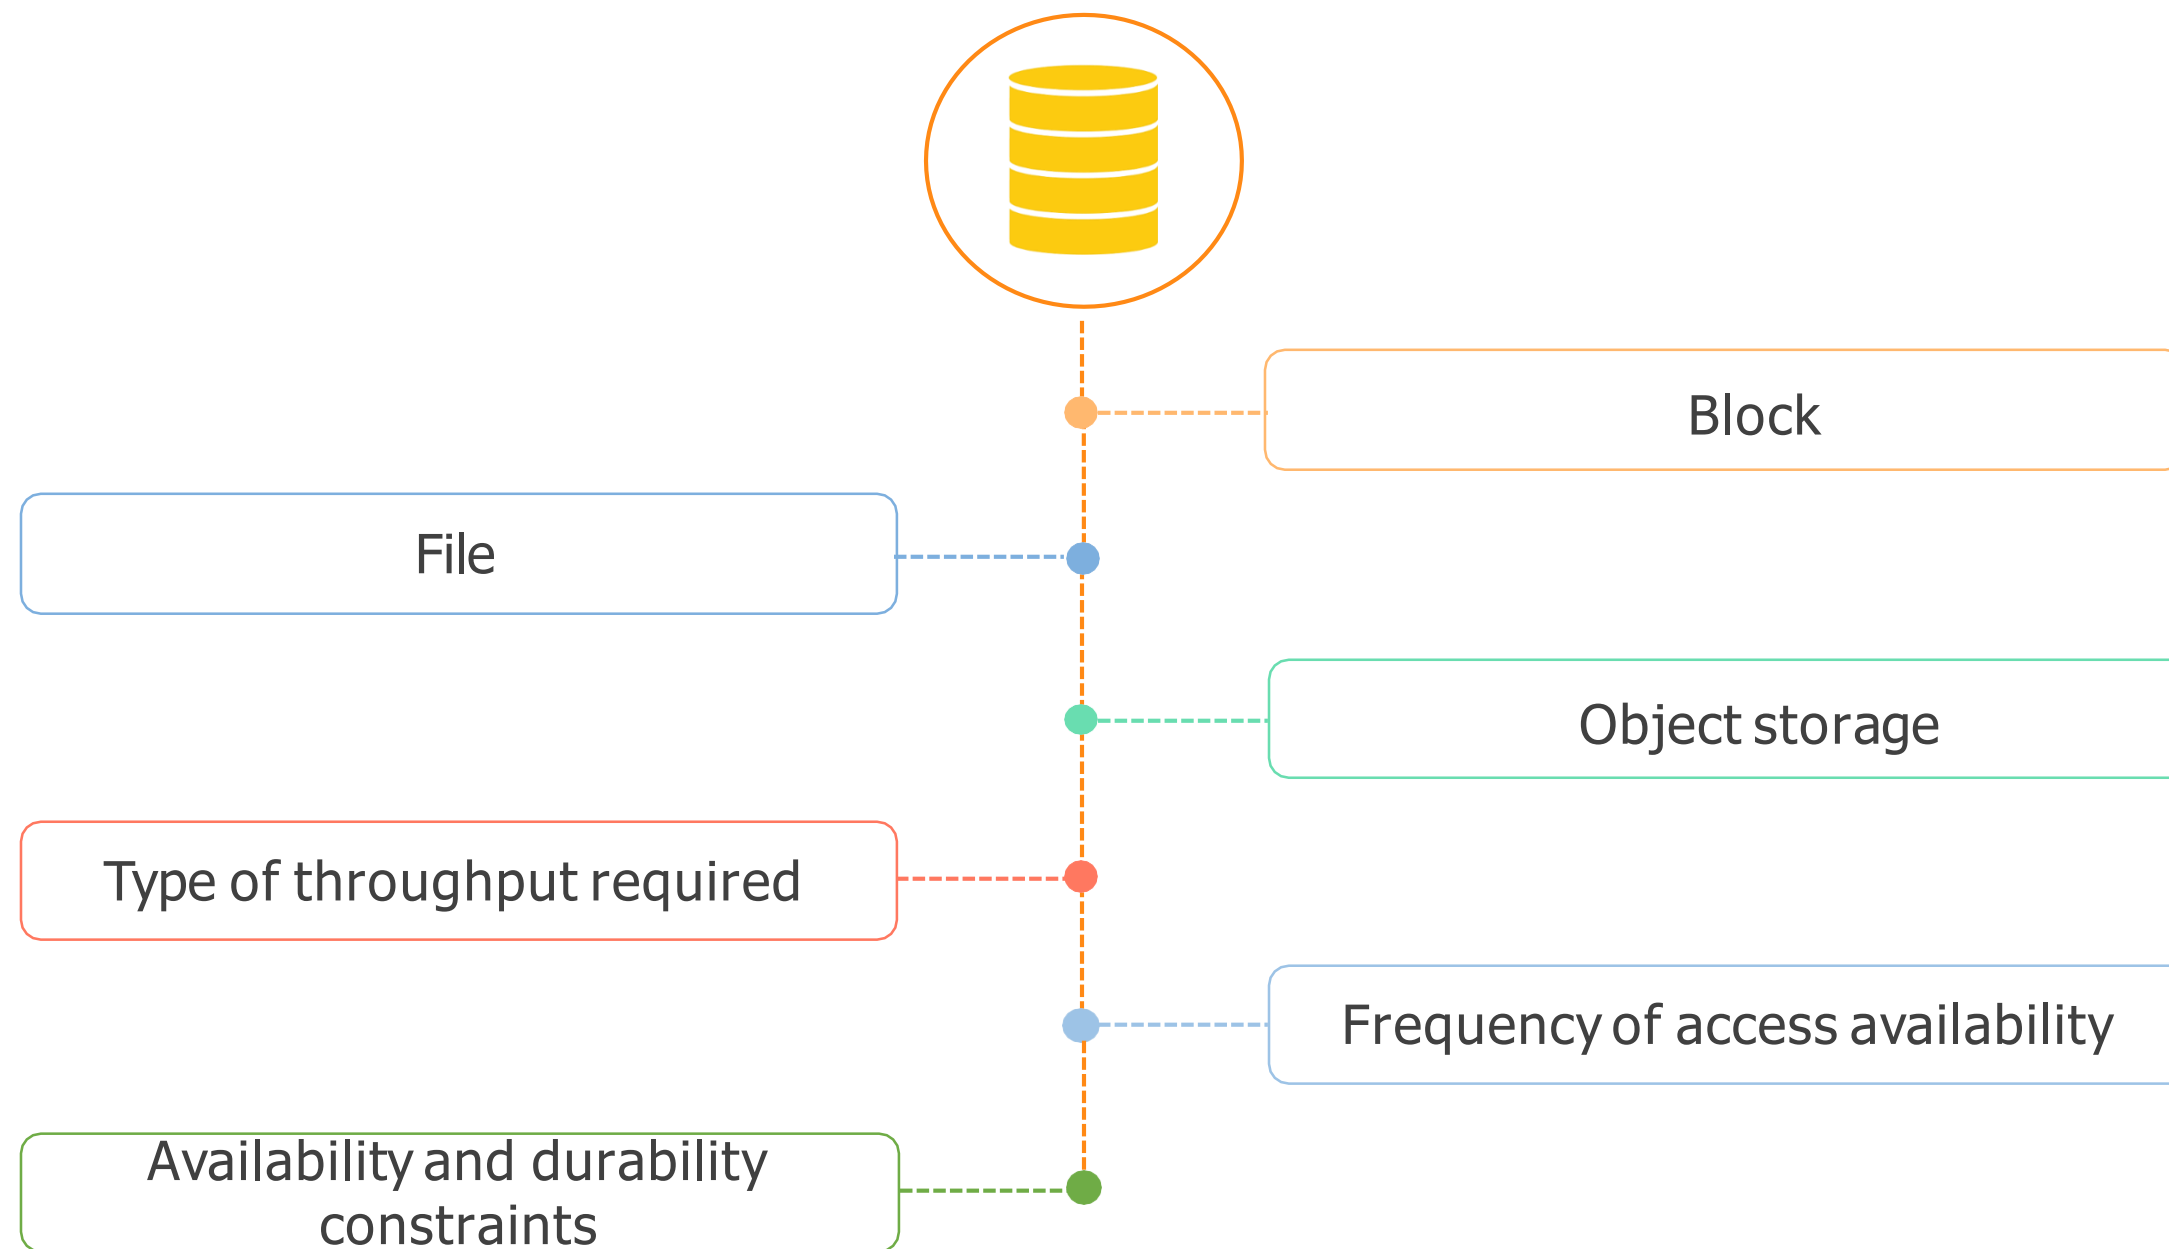 Block
File
Object storage
Type of throughput required
Frequency of access availability
Availability and durability
constraints